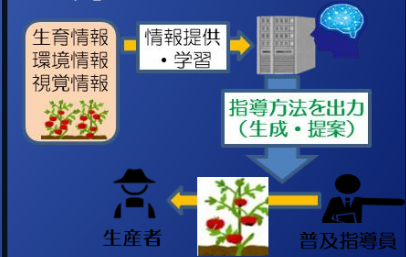 生育情報
環境情報
視覚情報
情報提供
・学習
指導方法を出力
（生成・提案）
生産者
普及指導員